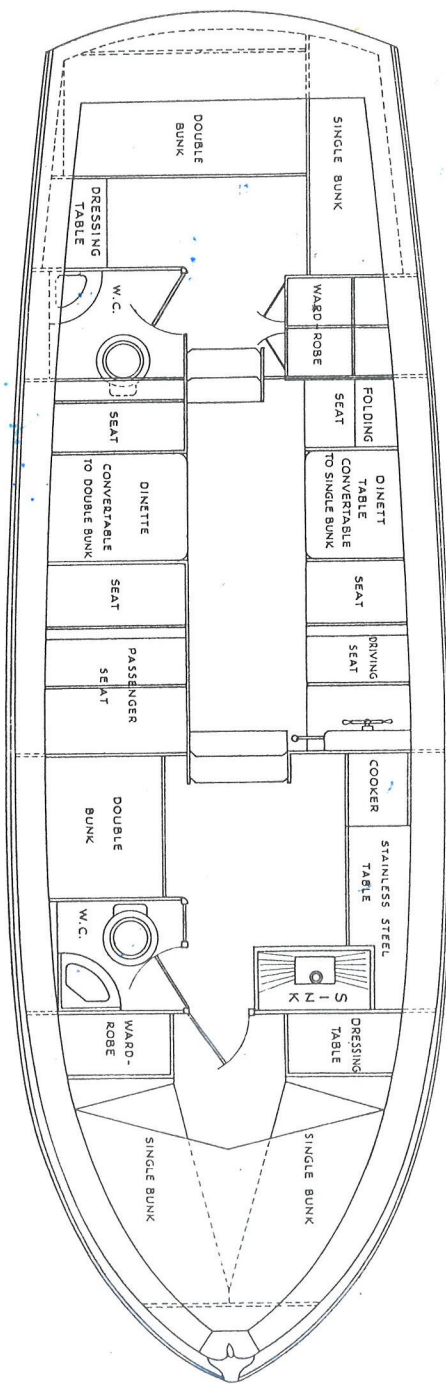 DOUBLE
BUNK
SINGLE BUNK
DRESSING
TABLE
W.C.
WARD-ROBE
SEAT
SEAT
FOLDING
DINETTE
CONVERTABLE
TO DOUBLE BUNK
DINETT
TABLE
CONVERTABLE
TO SINGLE BUNK
SEAT
SEAT
PASSENGER
SEAT
DRIVING
SEAT
DOUBLE
BUNK
COOKER
STAINLESS STEEL
TABLE
W.C.
SINK
WARD-
ROBE
DRESSING
TABLE
SINGLE BUNK
SINGLE BUNK